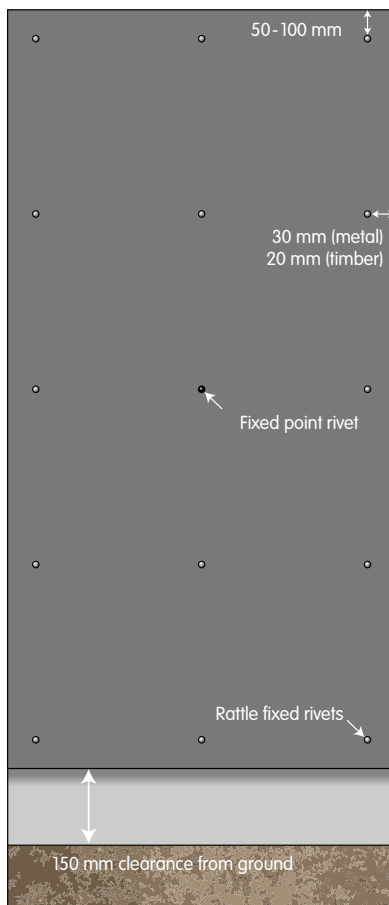 50-100 mm
30 mm (metal)
20 mm (timber)
Fixed point rivet
Rattle fixed rivets
150 mm clearance from ground